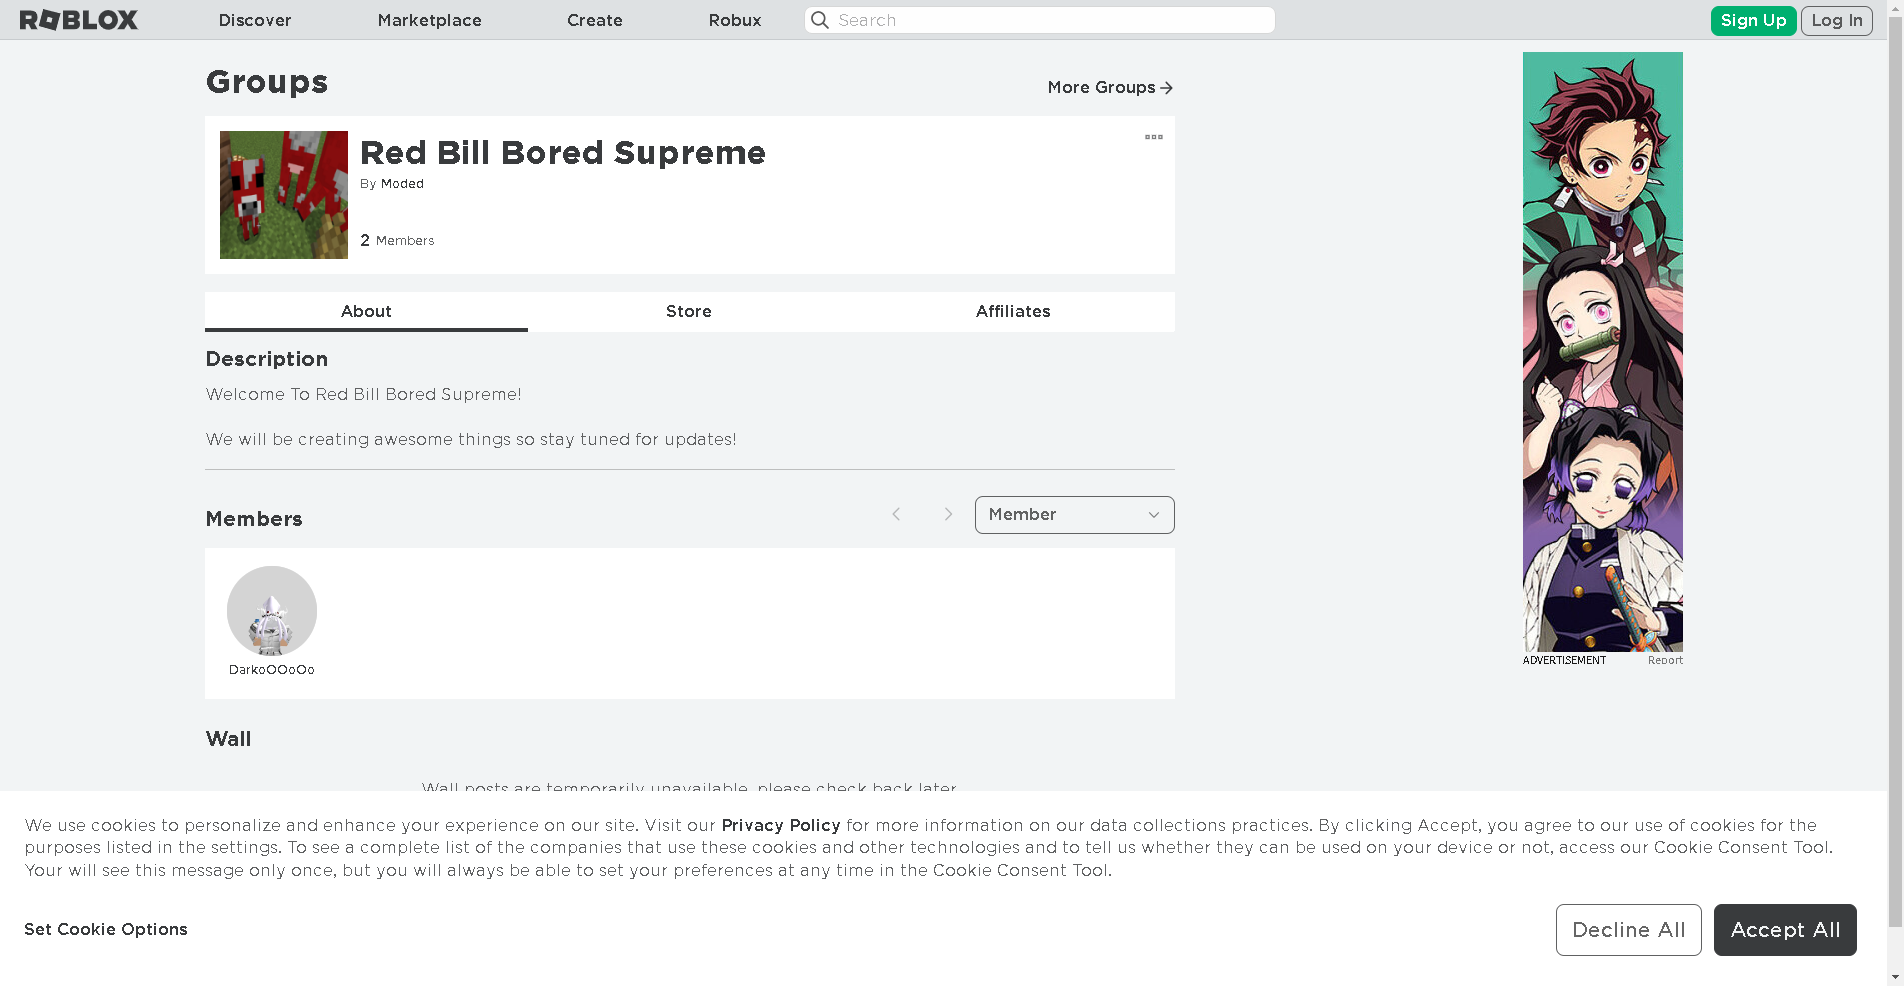 ROBLOX Discover Marketplace Create Robux Search Sign Up Log In
Groups
More Groups
Red Bill Bored Supreme
By Moded
2 Members
About Store Affiliates
Description
Welcome To Red Bill Bored Supreme!
We will be creating awesome things so stay tuned for updates!
Members
Member
DarkoOOoOo
ADVERTISEMENT Report
Wall
Wall posts are temporarily unavailable, please check back later
We use cookies to personalize and enhance your experience on our site. Visit our Privacy Policy for more information on our data collections practices. By clicking Accept, you agree to our use of cookies for the
purposes listed in the settings. To see a complete list of the companies that use these cookies and other technologies and to tell us whether they can be used on your device or not, access our Cookie Consent Tool.
Your will see this message only once, but you will always be able to set your preferences at any time in the Cookie Consent Tool.
Set Cookie Options
Decline All Accept All